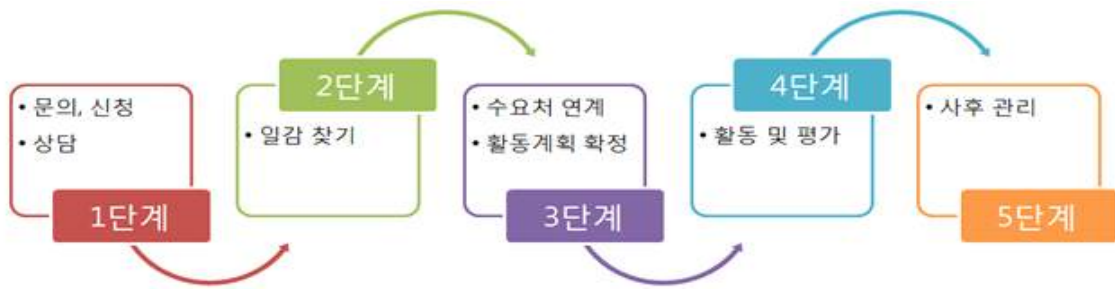 • 문의, 신청
• 상담
1단계
2단계
• 일감 찾기
• 수요처 연계
• 활동계획 확정
3단계
4단계
• 활동 및 평가
• 사후 관리
5단계